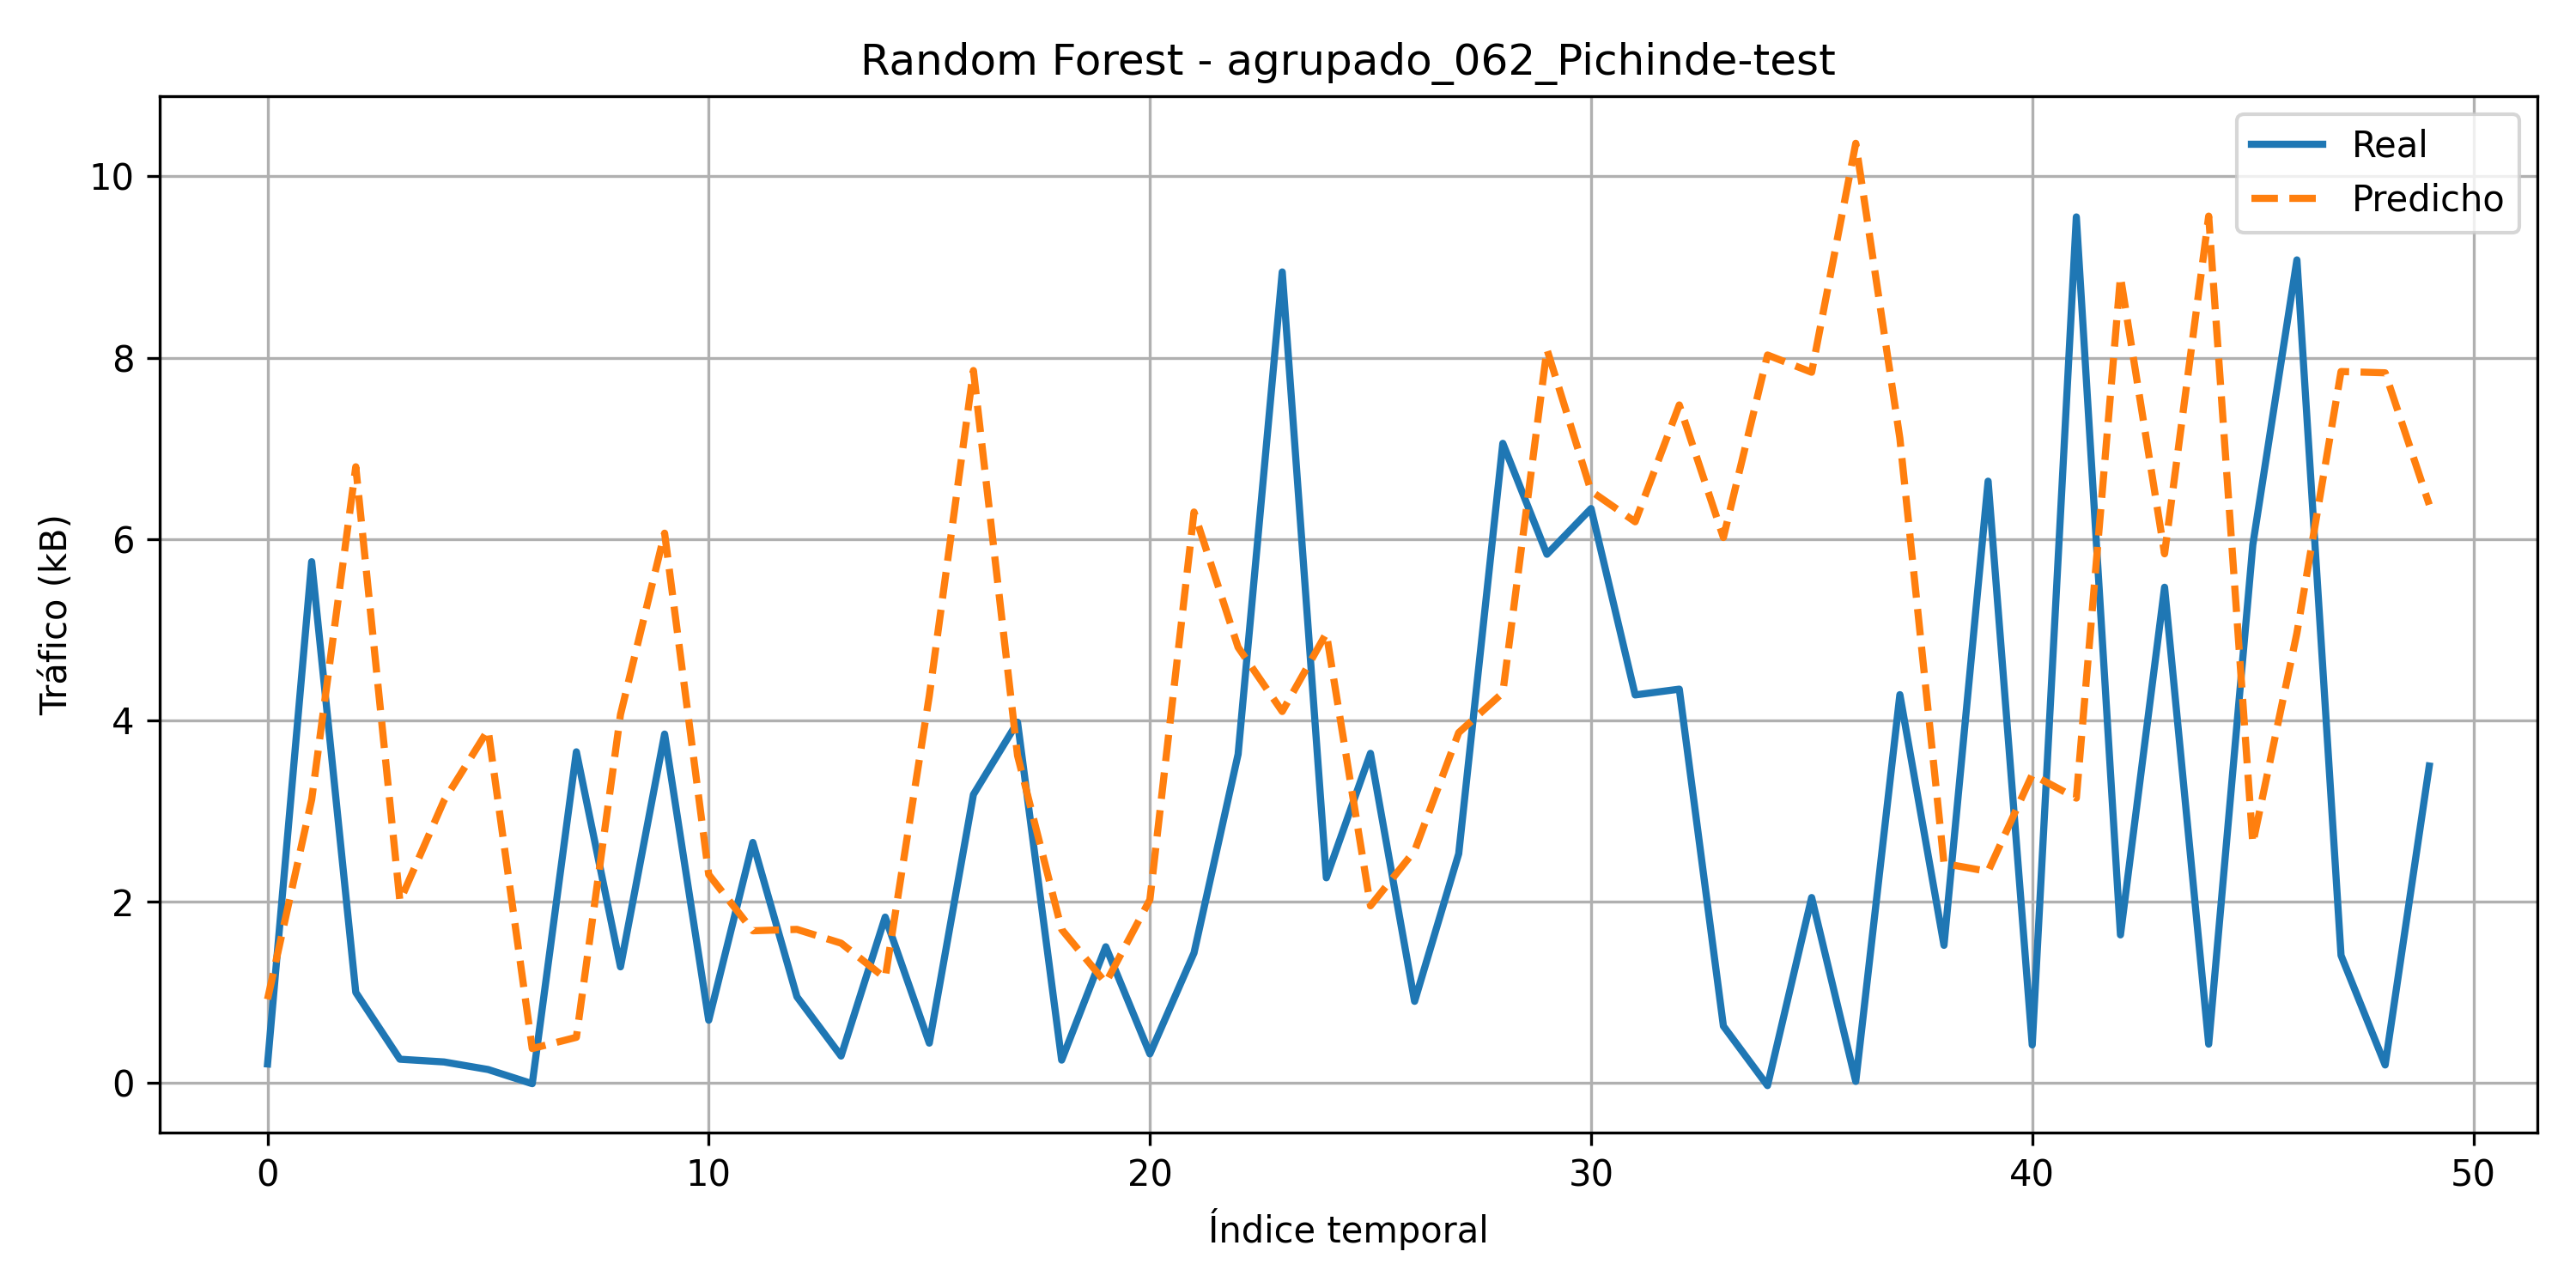 Random Forest - agrupado_062_Pichinde-test
Real
Predicho
Tráfico (kB)
10
8
6
4
2
0
0 10 20 30 40 50
Índice temporal